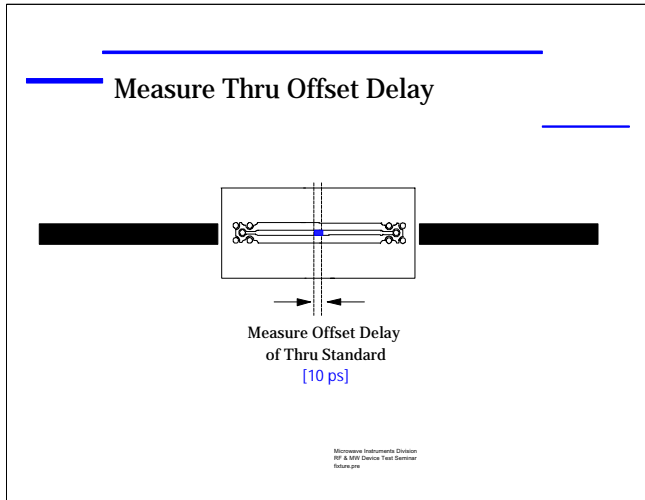 Measure Thru Offset Delay
Measure Offset Delay
of Thru Standard
[10 ps]
Microwave Instruments Division
RF & MW Device Test Seminar
fixture.pre